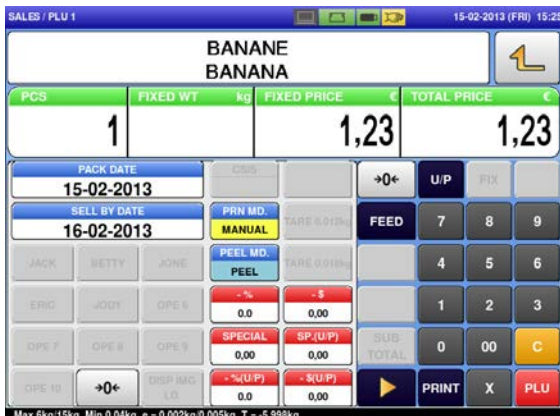 SALES / PLU 1
15-02-2013 (FRI) 15:25
BANANE
BANANA
PCS FIXED WT kg FIXED PRICE € TOTAL PRICE €
1 1,23 1,23
PACK DATE
15-02-2013
CSIS
→0← U/P FIX
SELL BY DATE
16-02-2013
PRN MD.
MANUAL
TARE 0.012kg
FEED 7 8 9
JACK BETTY JONE
PEEL MD.
PEEL
4 5 6
ERIC JOUY OPE 6
- %
0.0
- $
0,00
1 2 3
OPE 7 OPE 8 OPE 9
SPECIAL
0,00
SP.(U/P)
0,00
SUB
TOTAL
0 00 C
OPE 10 →0←
DISP IMG
- %(U/P)
0,00
- $(U/P)
0,00
PRINT X PLU
Max 6kg/15kg Min 0.04kg e = 0.002kg/0.005kg T = -5.998kg